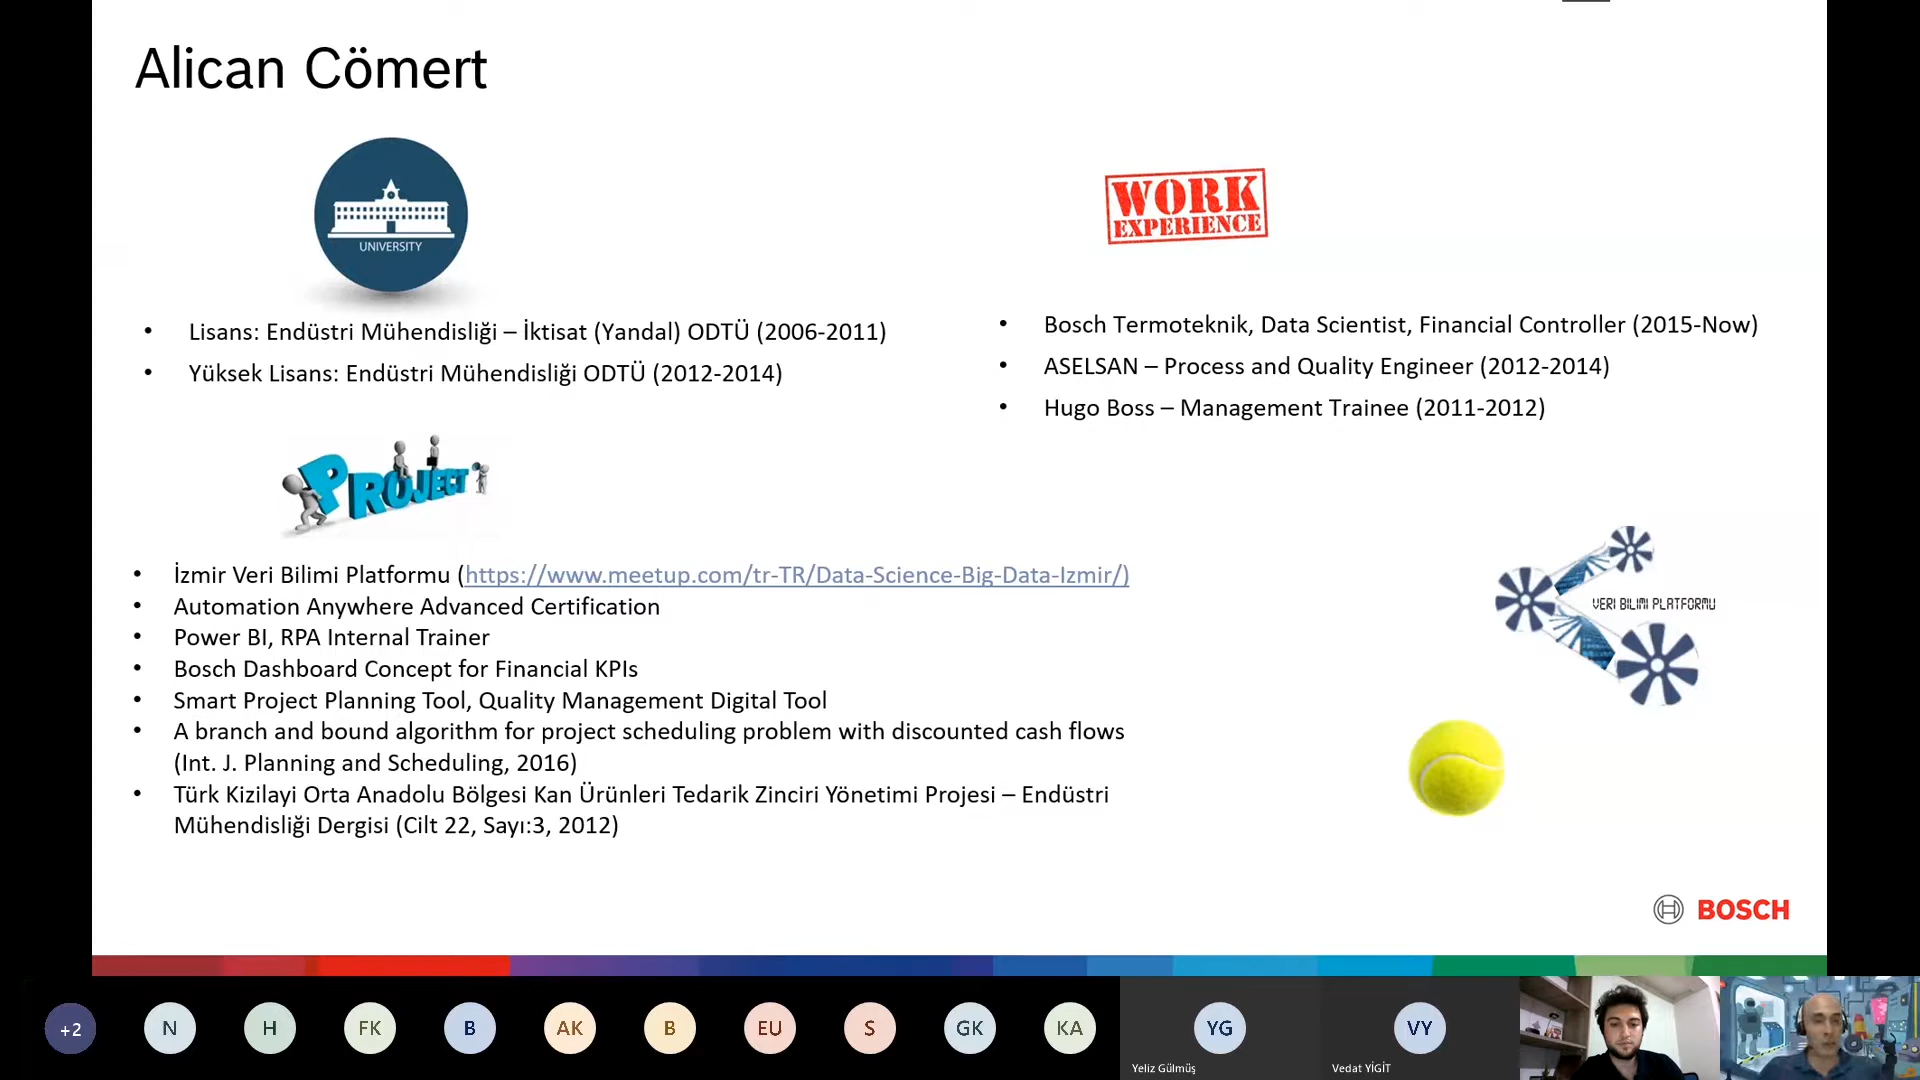 Alican Cömert
UNIVERSITY
Lisans: Endüstri Mühendisliği – İktisat (Yandal) ODTÜ (2006-2011)
Yüksek Lisans: Endüstri Mühendisliği ODTÜ (2012-2014)
WORK
EXPERIENCE
Bosch Termoteknik, Data Scientist, Financial Controller (2015-Now)
ASELSAN – Process and Quality Engineer (2012-2014)
Hugo Boss – Management Trainee (2011-2012)
PROJECT
İzmir Veri Bilimi Platformu (https://www.meetup.com/tr-TR/Data-Science-Big-Data-Izmir/)
Automation Anywhere Advanced Certification
Power BI, RPA Internal Trainer
Bosch Dashboard Concept for Financial KPIs
Smart Project Planning Tool, Quality Management Digital Tool
A branch and bound algorithm for project scheduling problem with discounted cash flows
(Int. J. Planning and Scheduling, 2016)
Türk Kizilayi Orta Anadolu Bölgesi Kan Ürünleri Tedarik Zinciri Yönetimi Projesi – Endüstri
Mühendisliği Dergisi (Cilt 22, Sayı:3, 2012)
VERI BILIMI PLATFORMU
BOSCH
+2 N H FK B AK B EU S GK KA YG VY
Yeliz Gülmüş
Vedat YİGİT